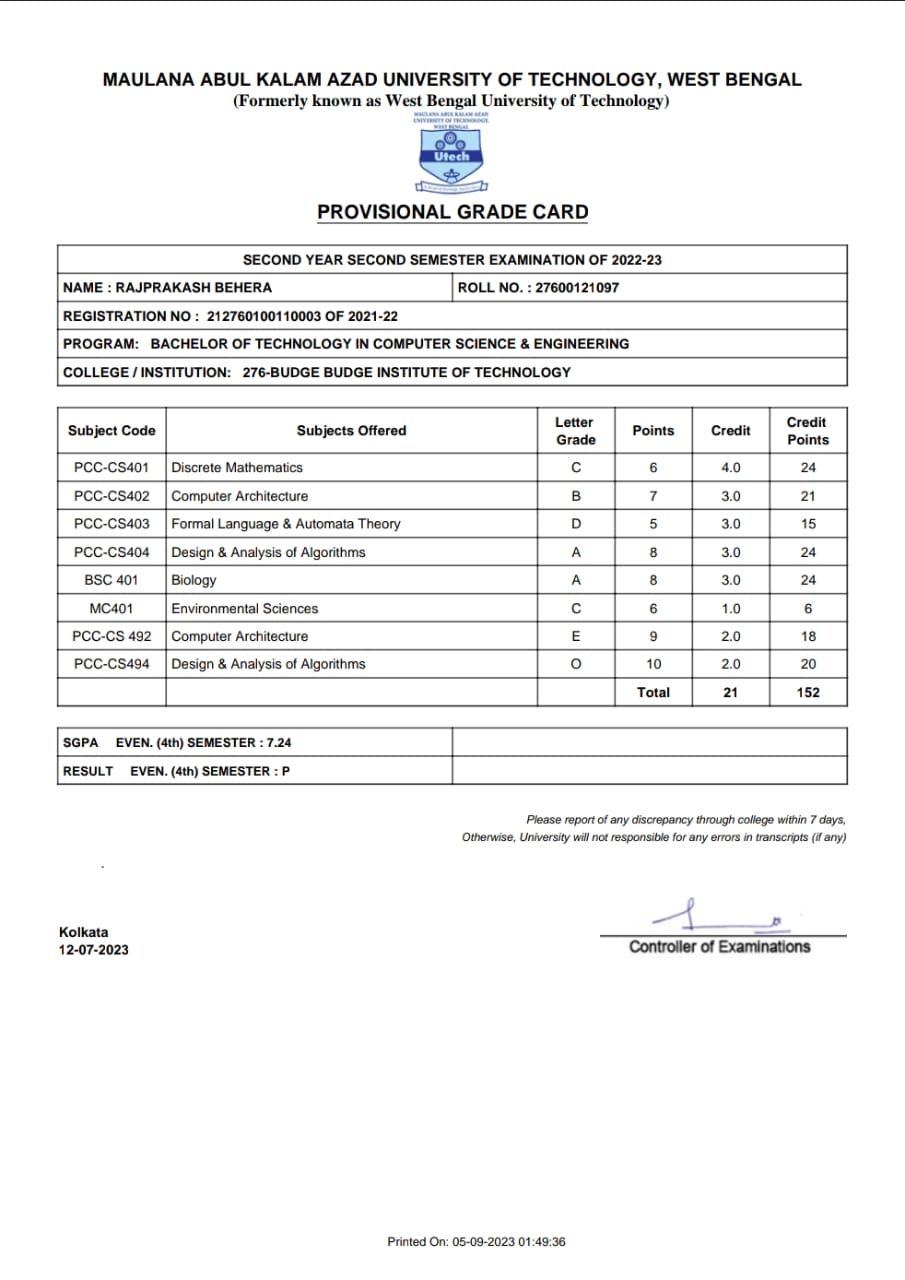 MAULANA ABUL KALAM AZAD UNIVERSITY OF TECHNOLOGY, WEST BENGAL
(Formerly known as West Bengal University of Technology)
MAULANA ABUL KALAM AZAD
UNIVERSITY OF TECHNOLOGY,
WEST BENGAL
Utech
PROVISIONAL GRADE CARD
SECOND YEAR SECOND SEMESTER EXAMINATION OF 2022-23
NAME : RAJPRAKASH BEHERA ROLL NO. : 27600121097
REGISTRATION NO : 212760100110003 OF 2021-22
PROGRAM: BACHELOR OF TECHNOLOGY IN COMPUTER SCIENCE & ENGINEERING
COLLEGE / INSTITUTION: 276-BUDGE BUDGE INSTITUTE OF TECHNOLOGY
Subject Code Subjects Offered Letter Grade Points Credit Credit Points
PCC-CS401 Discrete Mathematics C 6 4.0 24
PCC-CS402 Computer Architecture B 7 3.0 21
PCC-CS403 Formal Language & Automata Theory D 5 3.0 15
PCC-CS404 Design & Analysis of Algorithms A 8 3.0 24
BSC 401 Biology A 8 3.0 24
MC401 Environmental Sciences C 6 1.0 6
PCC-CS 492 Computer Architecture E 9 2.0 18
PCC-CS494 Design & Analysis of Algorithms O 10 2.0 20
Total 21 152
SGPA EVEN. (4th) SEMESTER : 7.24
RESULT EVEN. (4th) SEMESTER : P
Please report of any discrepancy through college within 7 days,
Otherwise, University will not responsible for any errors in transcripts (if any)
Kolkata
12-07-2023
Controller of Examinations
Printed On: 05-09-2023 01:49:36